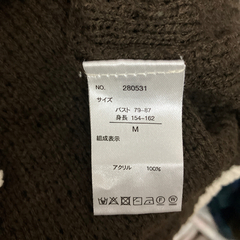 NO. 280531
サイズ
バスト 79-87
身長 154-162
M
組成表示
アクリル 100%